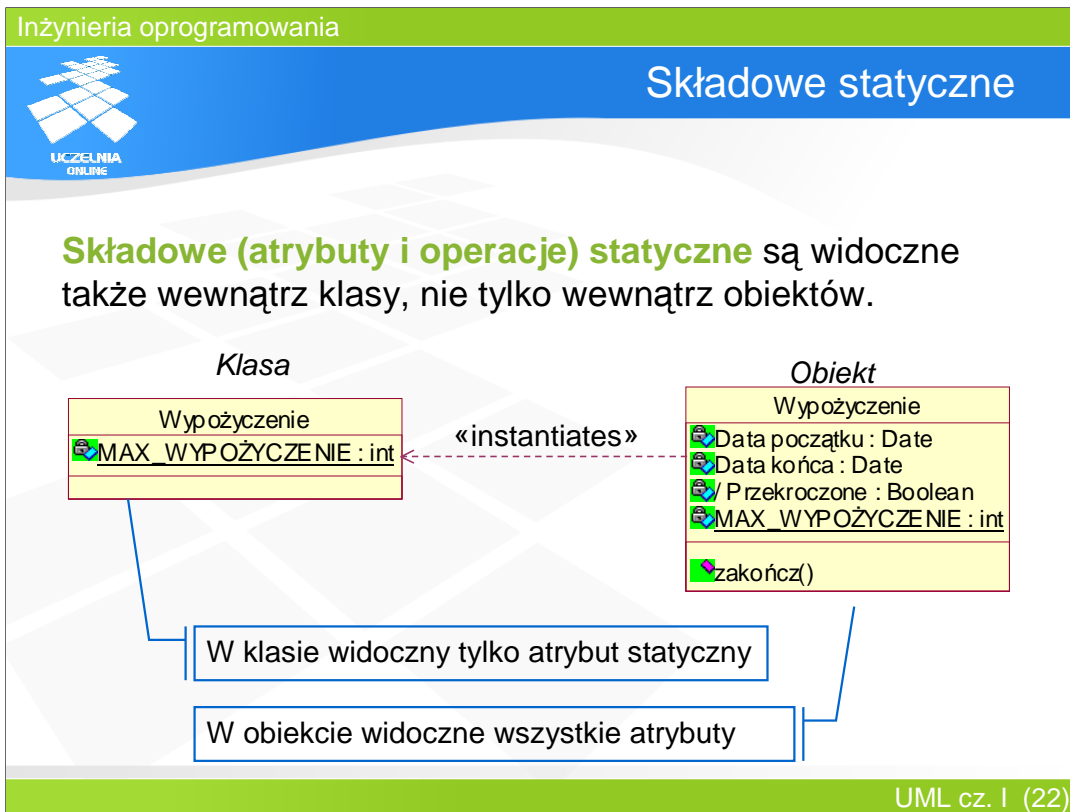 Inżynieria oprogramowania
Składowe statyczne
UCZELNIA
ONLINE
Składowe (atrybuty i operacje) statyczne są widoczne
także wewnątrz klasy, nie tylko wewnątrz obiektów.
Klasa
Wypożyczenie
MAX_WYPOŻYCZENIE : int
«instantiates»
Obiekt
Wypożyczenie
Data początku : Date
Data końca : Date
/ Przekroczone : Boolean
MAX_WYPOŻYCZENIE : int
zakończ()
W klasie widoczny tylko atrybut statyczny
W obiekcie widoczne wszystkie atrybuty
UML cz. I (22)